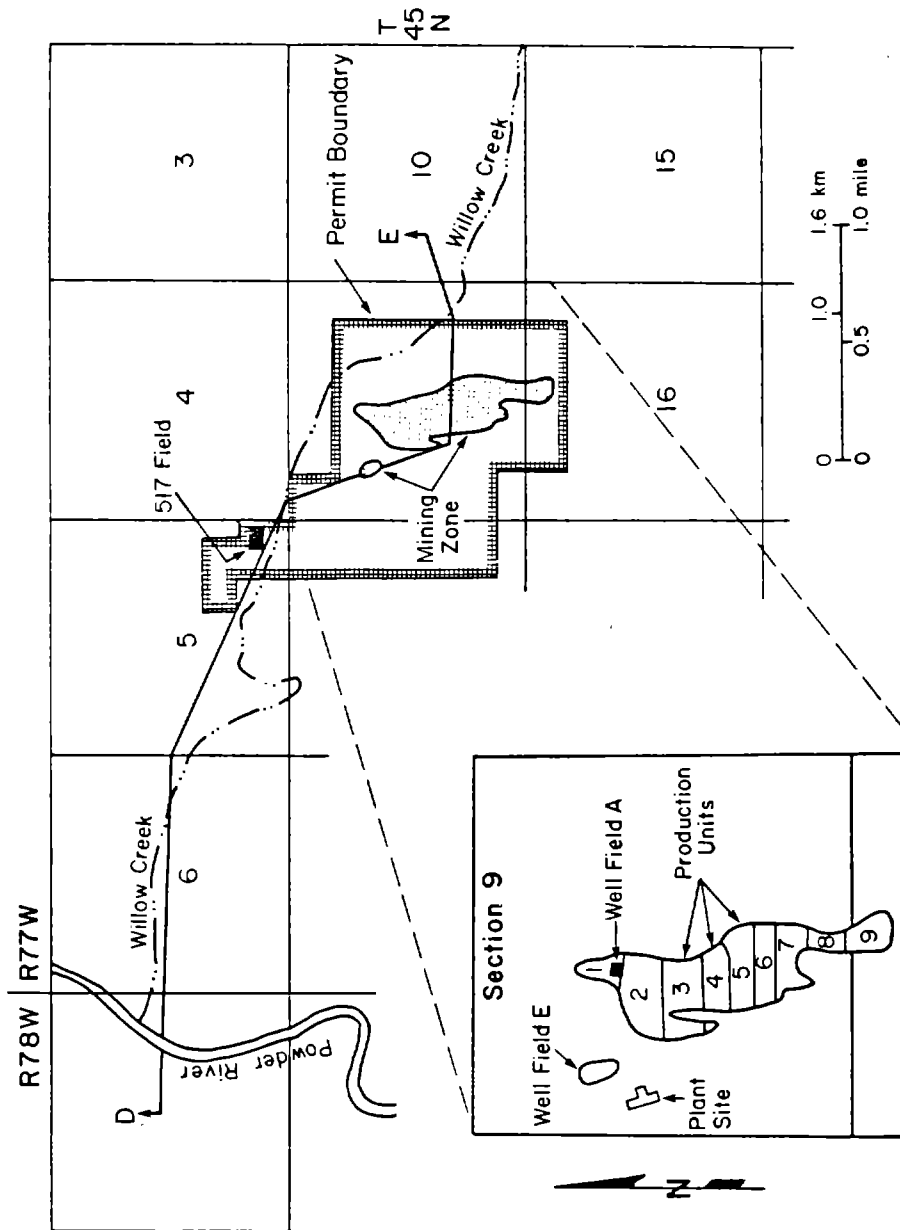 R78W
R77W
T
45
N
D
Powder
River
Willow Creek
6
5
517 Field
4
3
Permit Boundary
E
10
Willow Creek
Mining
Zone
15
16
0
0.5
1.0
1.6 km
0
1.0 mile
Section 9
Well Field E
Well Field A
Plant
Site
Production
Units
1
2
3
4
5
6
7
8
9
N